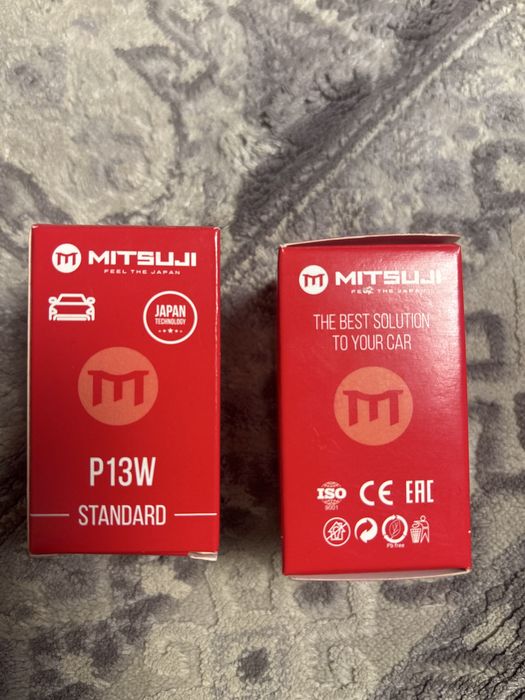 MITSUJI
FEEL THE JAPAN
JAPAN
TECHNOLOGY
P13W
STANDARD
MITSUJI
FEEL THE JAPAN
THE BEST SOLUTION
TO YOUR CAR
ISO
9001
CE
EAC
Pb free